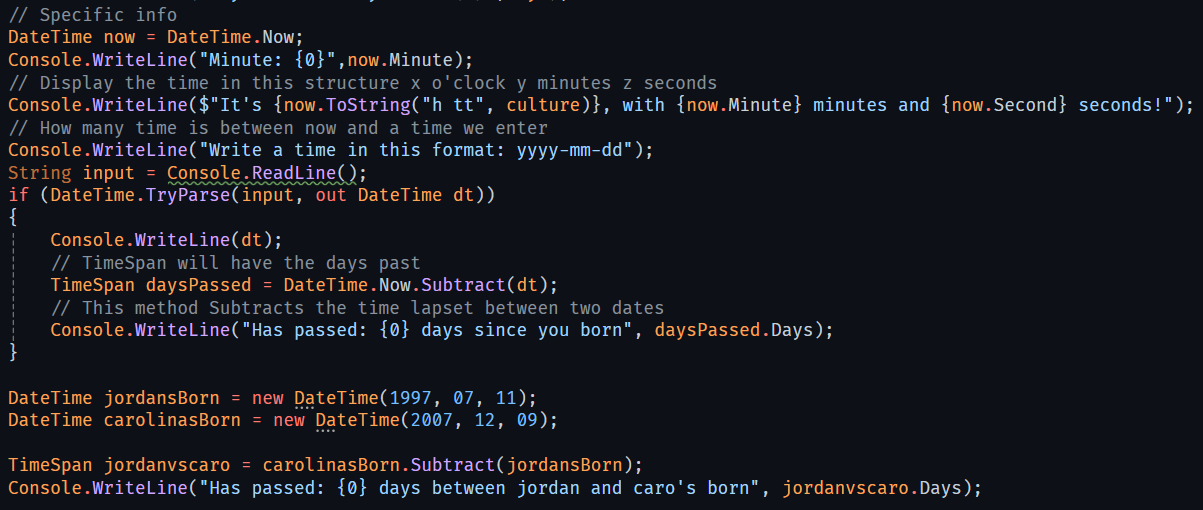 // Specific info
DateTime now = DateTime.Now;
Console.WriteLine("Minute: {0}",now.Minute);
// Display the time in this structure x o'clock y minutes z seconds
Console.WriteLine($"It's {now.ToString("h tt", culture)}, with {now.Minute} minutes and {now.Second} seconds!");
// How many time is between now and a time we enter
Console.WriteLine("Write a time in this format: yyyy-mm-dd");
String input = Console.ReadLine();
if (DateTime.TryParse(input, out DateTime dt))
{
    Console.WriteLine(dt);
    // TimeSpan will have the days past
    TimeSpan daysPassed = DateTime.Now.Subtract(dt);
    // This method Subtracts the time lapset between two dates
    Console.WriteLine("Has passed: {0} days since you born", daysPassed.Days);
}
DateTime jordansBorn = new DateTime(1997, 07, 11);
DateTime carolinasBorn = new DateTime(2007, 12, 09);
TimeSpan jordanvscaro = carolinasBorn.Subtract(jordansBorn);
Console.WriteLine("Has passed: {0} days between jordan and caro's born", jordanvscaro.Days);